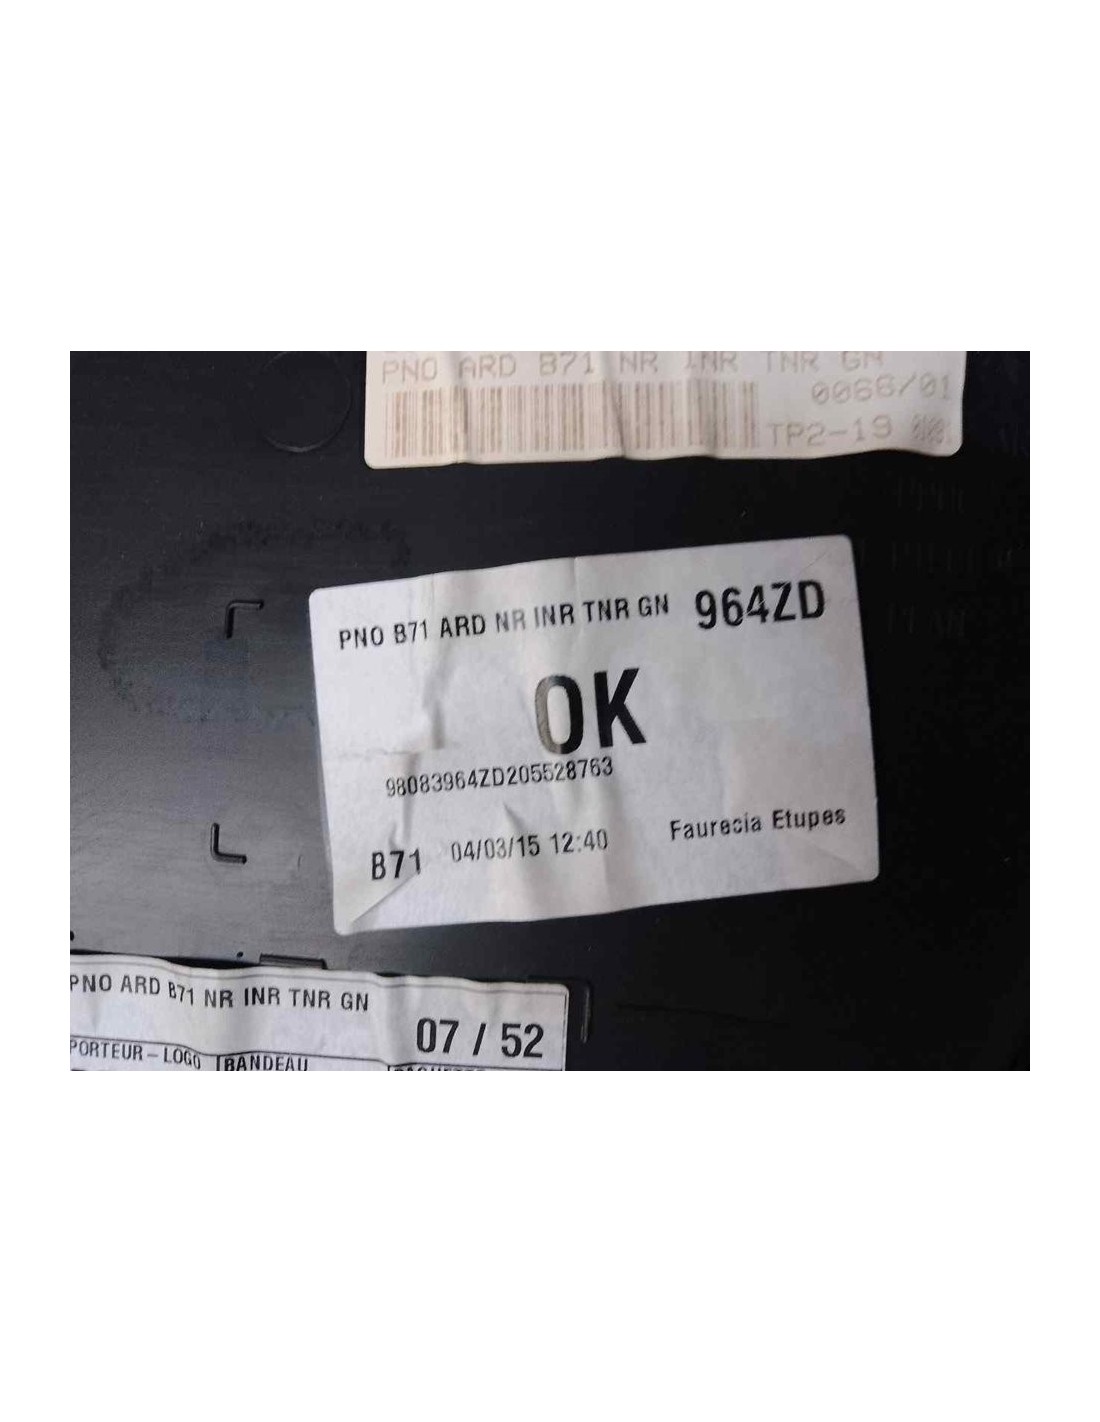 PNO ARD B71 NR INR TNR GN
0066/01
TP2-19
PNO B71 ARD NR INR TNR GN 964ZD
OK
98083964ZD205528763
B71 04/03/15 12:40 Faurecia Etupes
PNO ARD B71 NR INR TNR GN
07 / 52
PORTEUR-LOGO BANDEAU